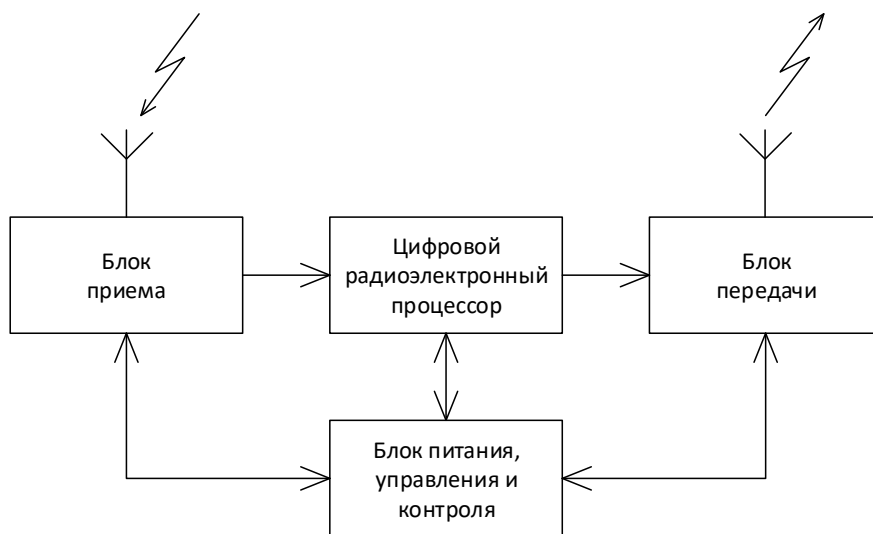 Блок
приема
Цифровой
радиоэлектронный
процессор
Блок
передачи
Блок питания,
управления и
контроля